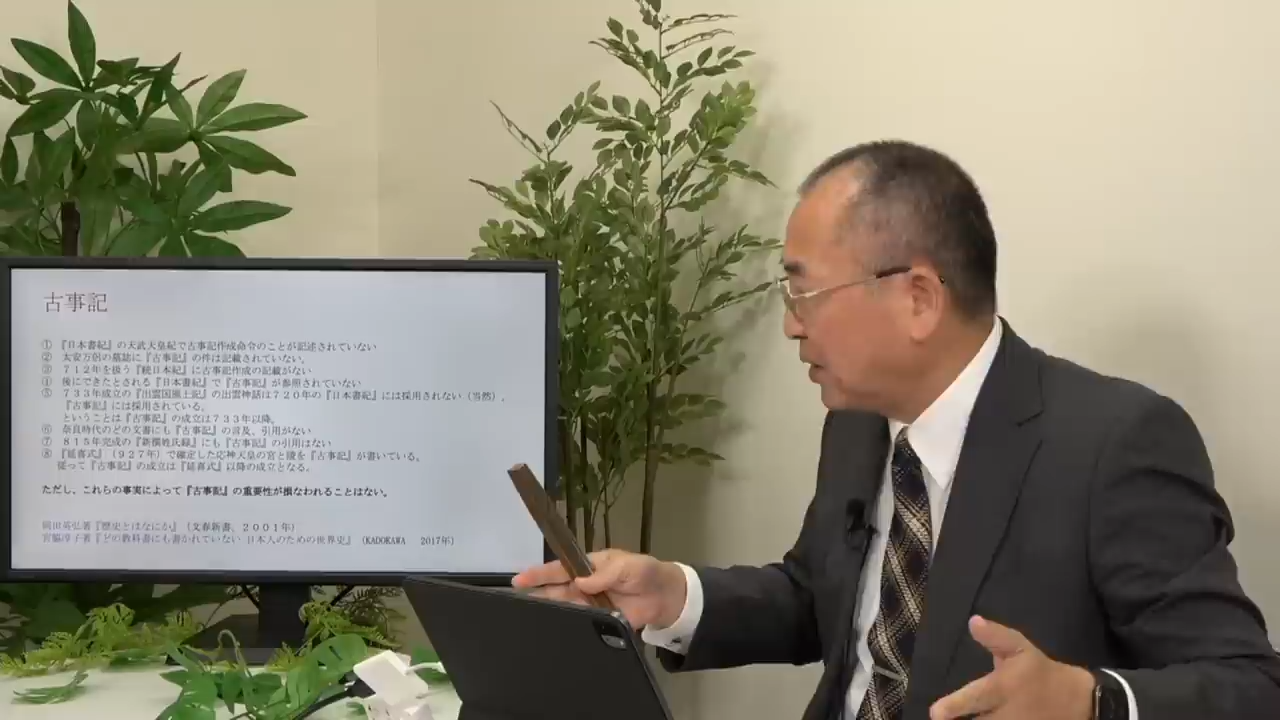 古事記
① 『日本書紀』の天武天皇紀で古事記作成命令のことが記述されていない
② 太安万侶の墓誌に『古事記』の件は記載されていない。
③ 712年を扱う『続日本紀』に古事記作成の記載がない
④ 後にできたとされる『日本書紀』で『古事記』が参照されていない
⑤ 733年成立の『出雲国風土記』の出雲神話は720年の『日本書紀』には採用されない(当然)。
『古事記』には採用されている。
ということは『古事記』の成立は733年以降。
⑥ 奈良時代のどの文書にも『古事記』の言及、引用がない
⑦ 815年完成の『新撰姓氏録』にも『古事記』の引用はない
⑧ 『延喜式』(927年)で確定した応神天皇の宮と陵を『古事記』が書いている。
従って『古事記』の成立は『延喜式』以降の成立となる。
ただし、これらの事実によって『古事記』の重要性が損なわれることはない。
岡田英弘著『歴史とはなにか』(文春新書、2001年)
宮脇淳子著『どの教科書にも書かれていない 日本人のための世界史』(KADOKAWA 2017年)